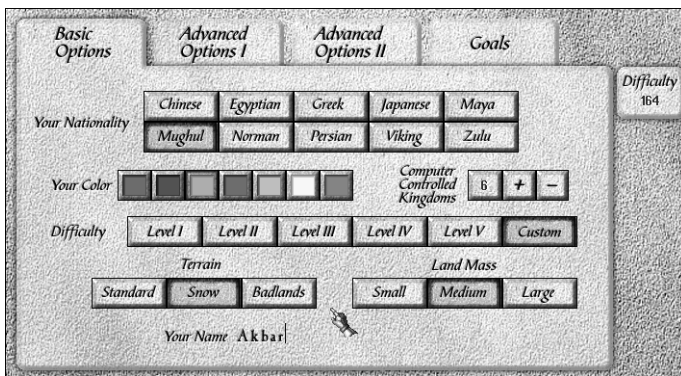 Basic Options
Advanced Options I
Advanced Options II
Goals
Difficulty
164
Your Nationality
Chinese Egyptian Greek Japanese Maya
Mughul Norman Persian Viking Zulu
Your Color
Computer Controlled Kingdoms
6 + −
Difficulty Level I Level II Level III Level IV Level V Custom
Terrain Land Mass
Standard Snow Badlands Small Medium Large
Your Name Akbar